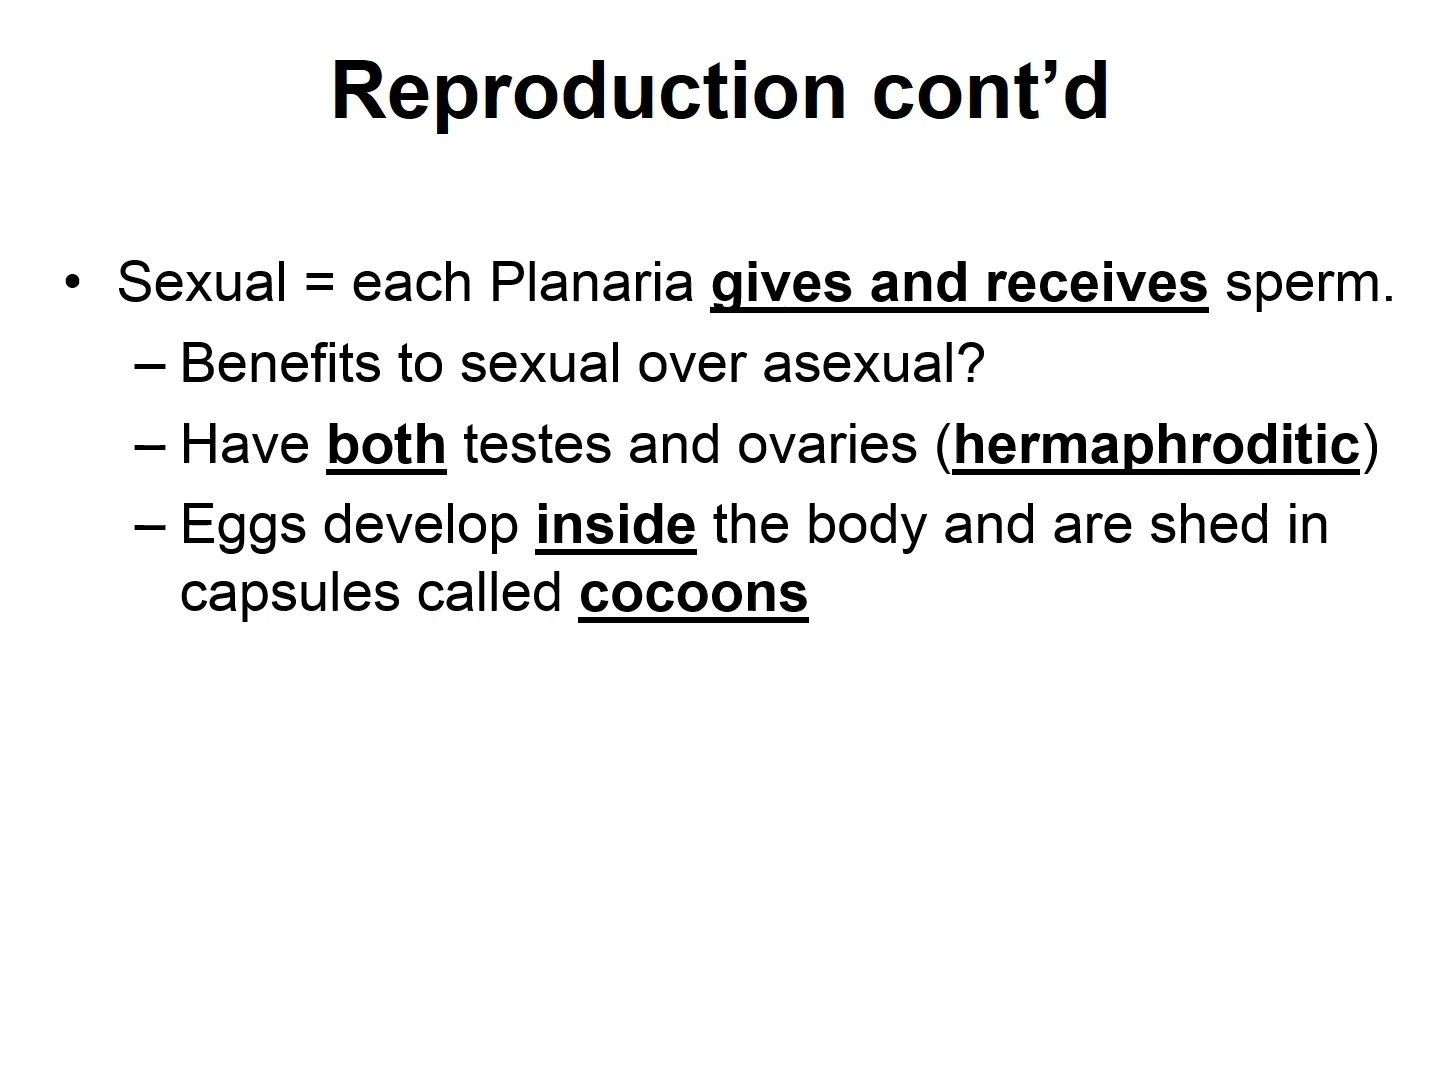 Reproduction cont’d
• Sexual = each Planaria gives and receives sperm.
– Benefits to sexual over asexual?
– Have both testes and ovaries (hermaphroditic)
– Eggs develop inside the body and are shed in
capsules called cocoons